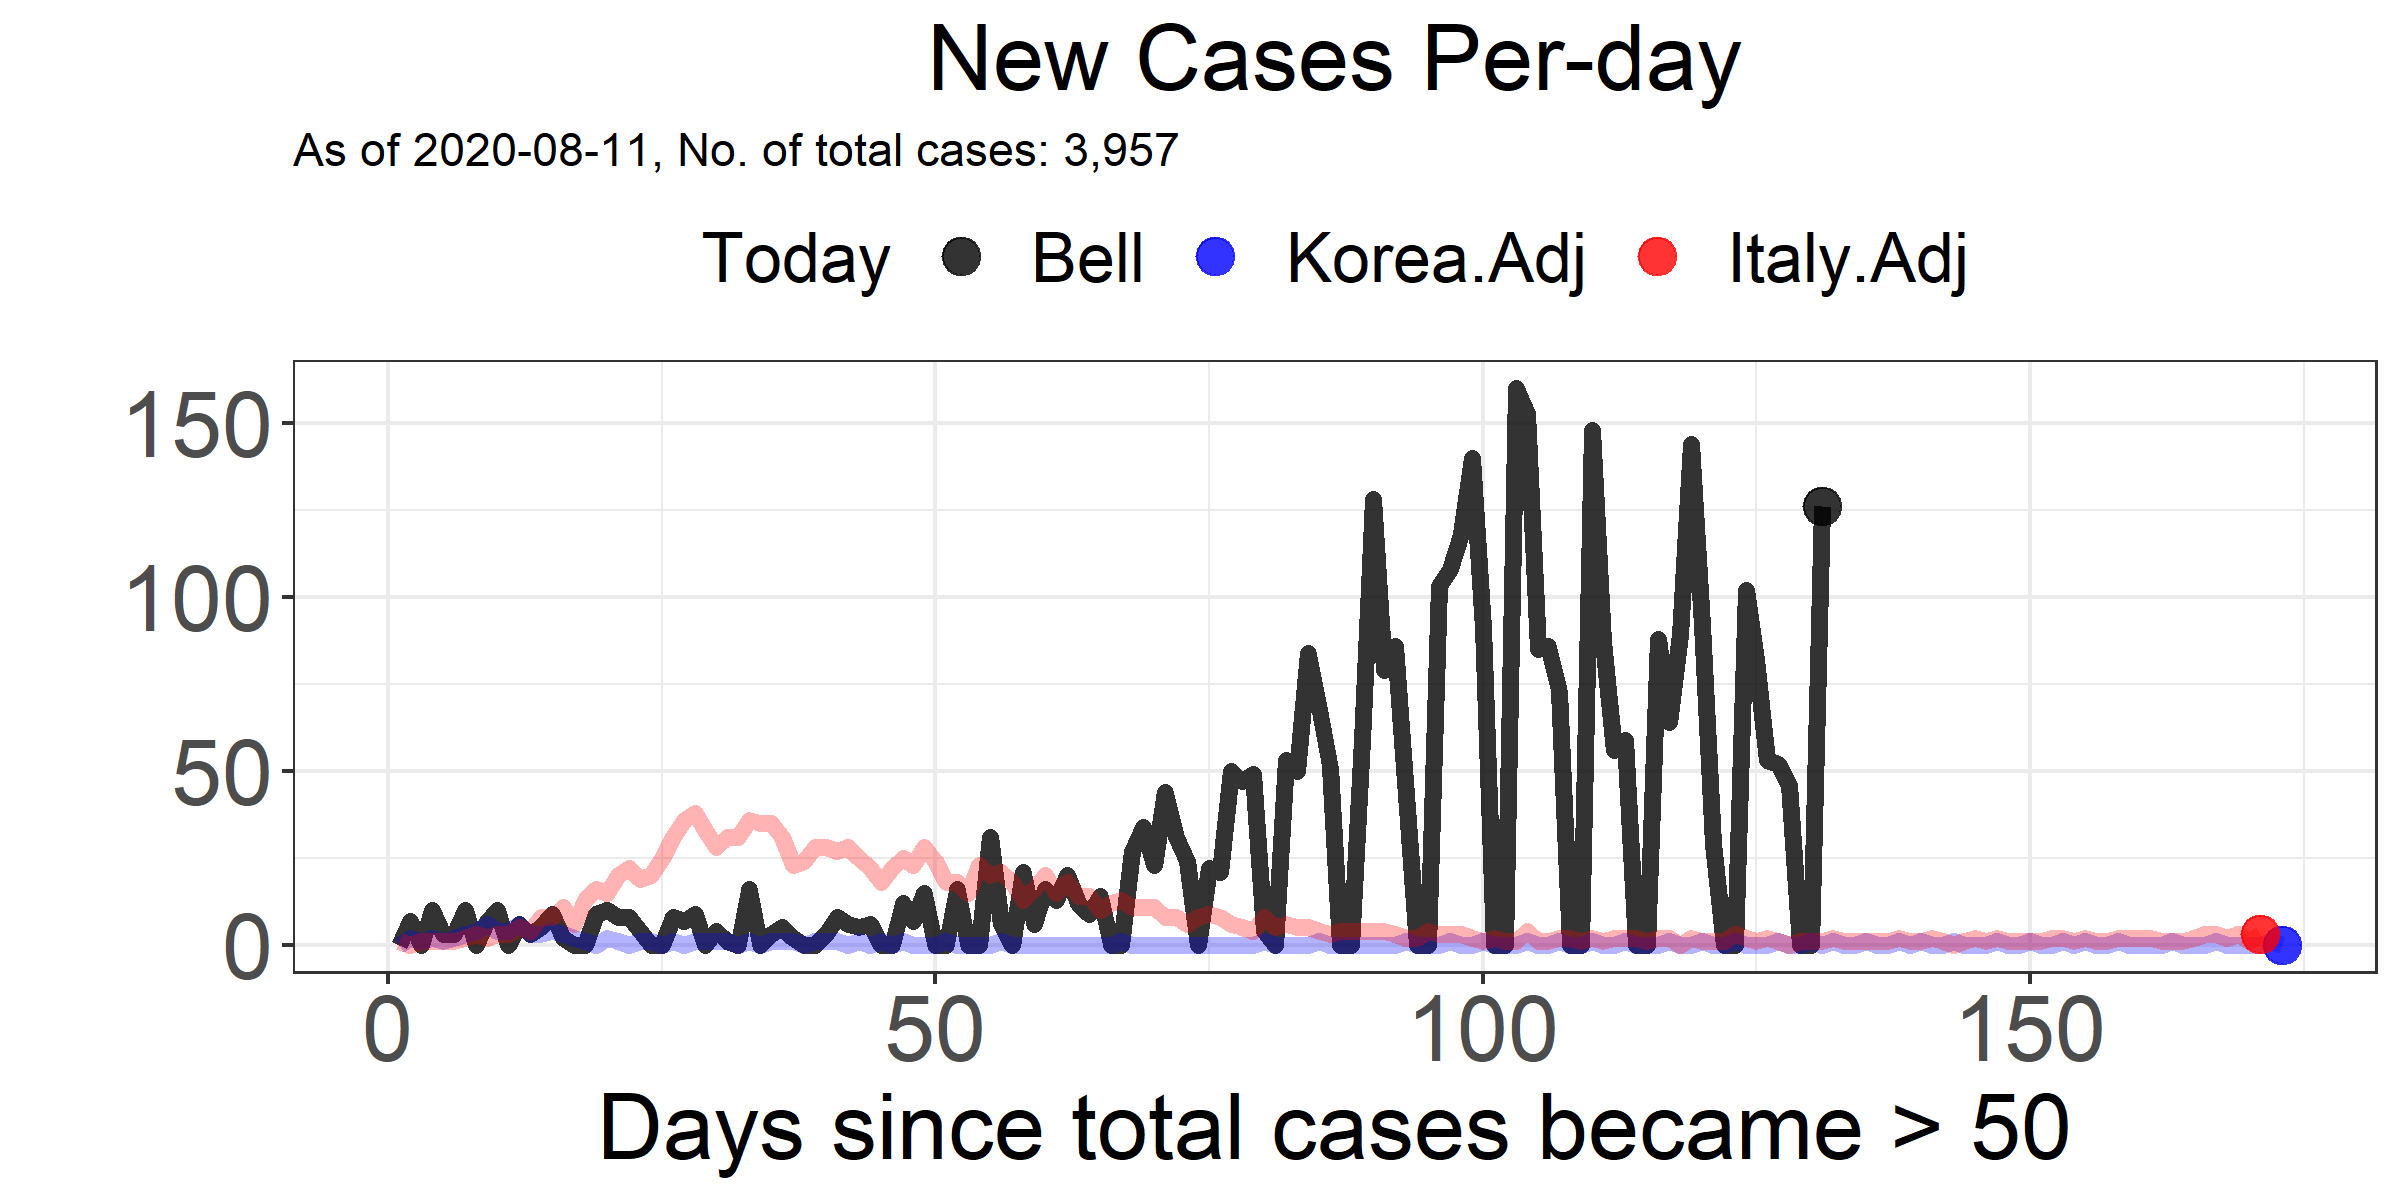 New Cases Per-day
As of 2020-08-11, No. of total cases: 3,957
Today Bell Korea.Adj Italy.Adj
150
100
50
0
0 50 100 150
Days since total cases became > 50